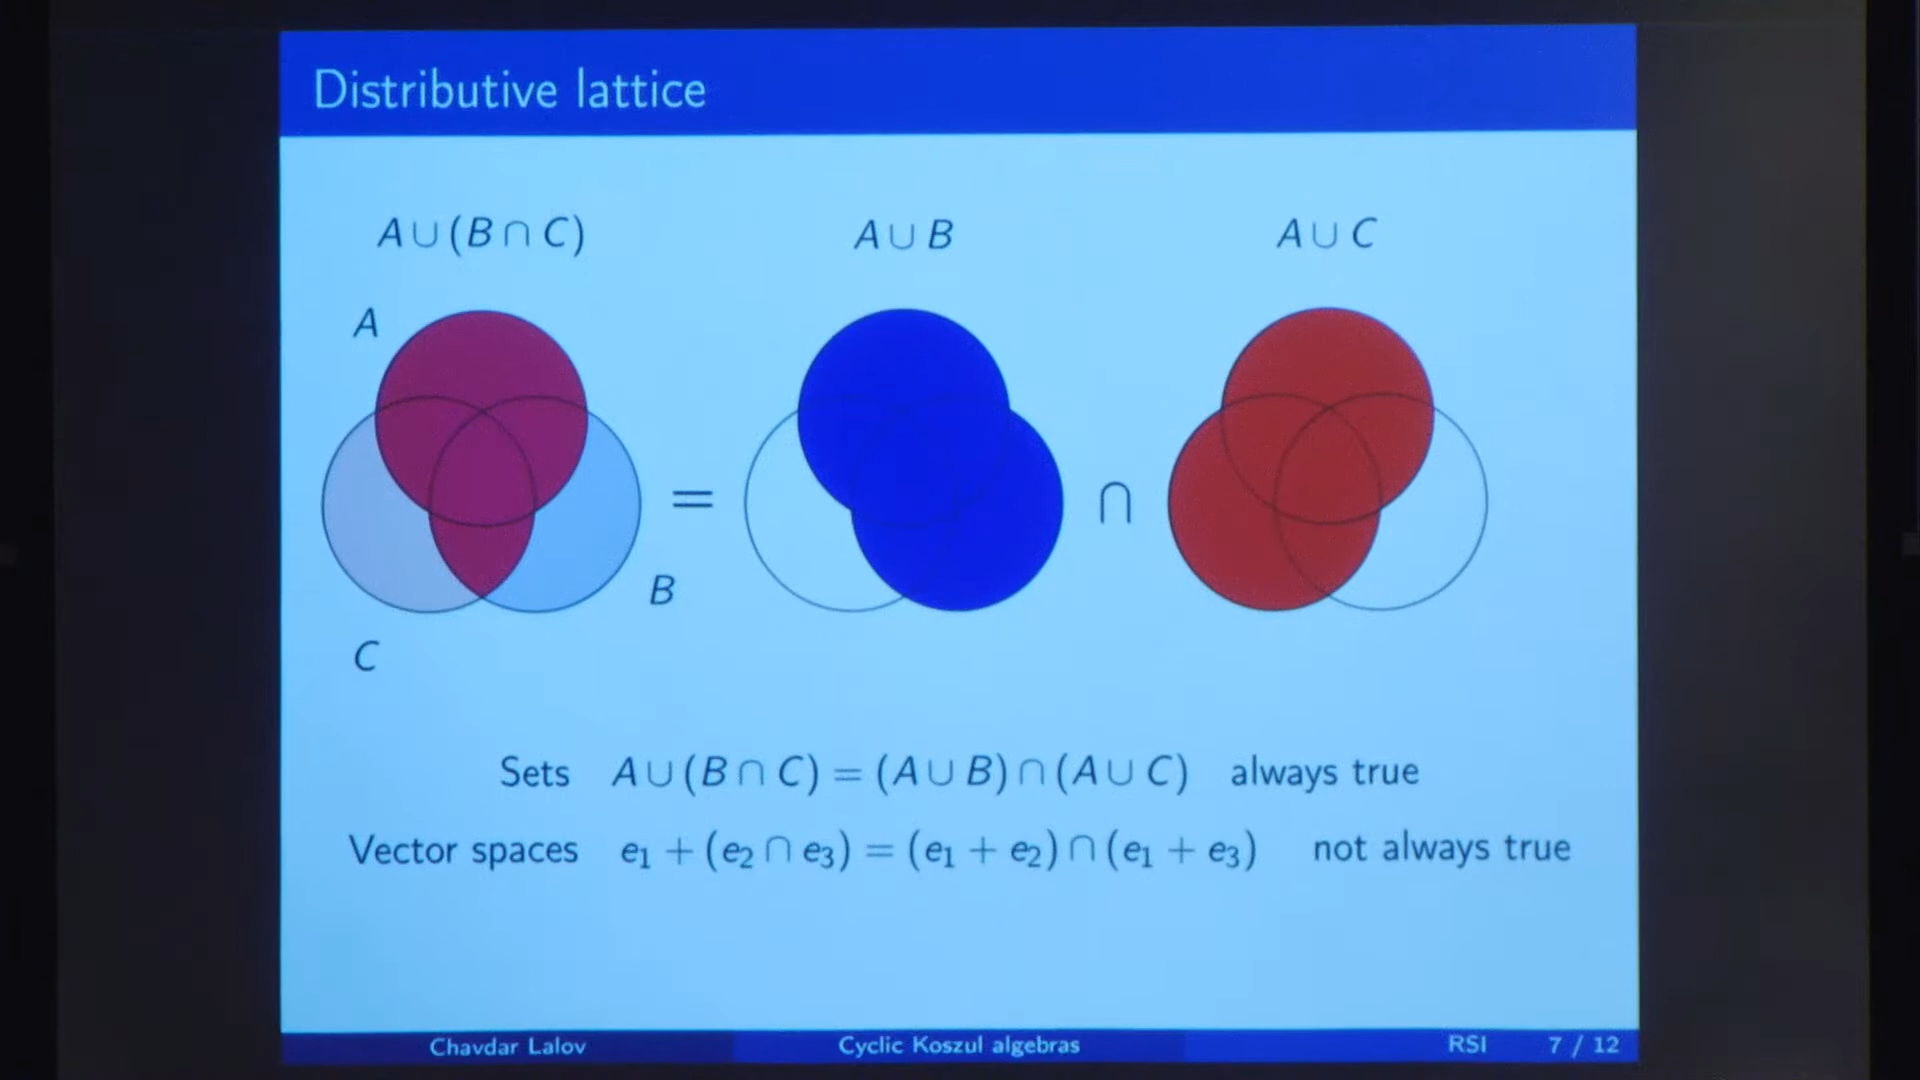 Distributive lattice
A ∪ (B ∩ C)
A ∪ B
A ∪ C
A
=
∩
B
C
Sets A ∪ (B ∩ C) = (A ∪ B) ∩ (A ∪ C) always true
Vector spaces e₁ + (e₂ ∩ e₃) = (e₁ + e₂) ∩ (e₁ + e₃) not always true
Chavdar Lalov Cyclic Koszul algebras RSI 7 / 12